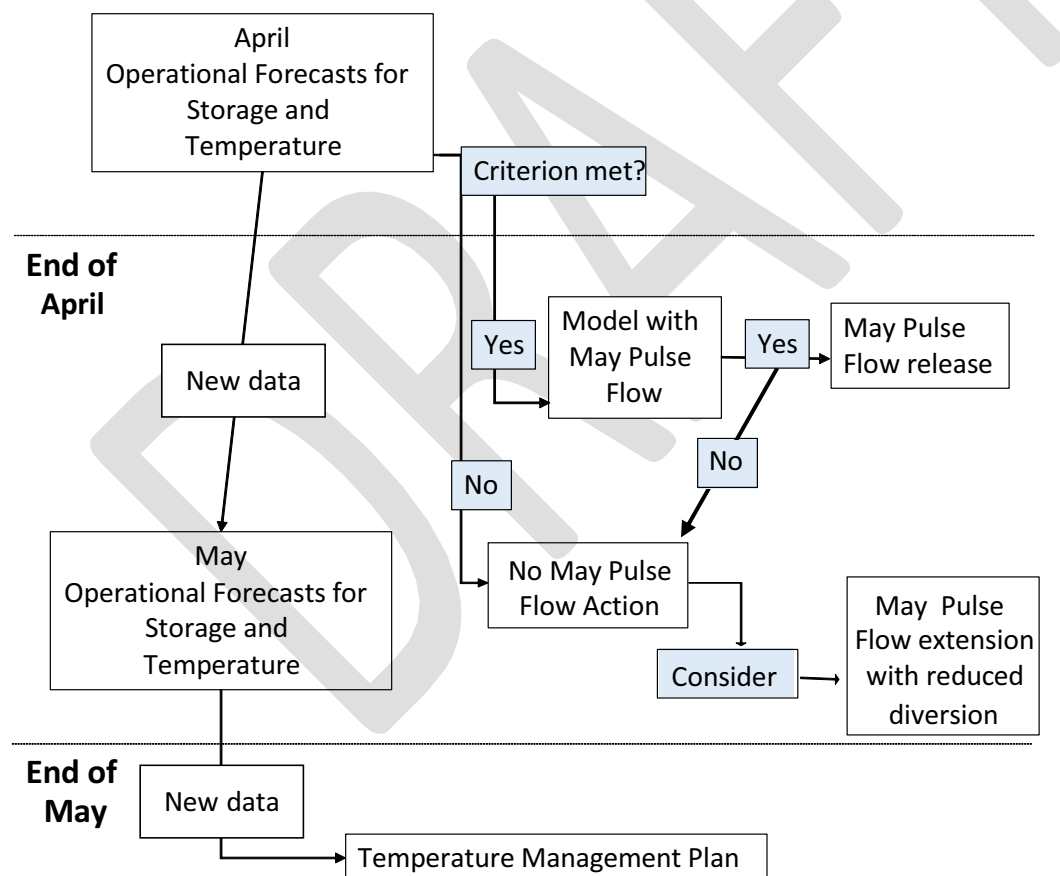 April
Operational Forecasts for
Storage and
Temperature
Criterion met?
End of
April
Yes
Model with
May Pulse
Flow
Yes
May Pulse
Flow release
New data
No
No
May
Operational Forecasts for
Storage and
Temperature
No May Pulse
Flow Action
Consider
May Pulse
Flow extension
with reduced
diversion
End of
May
New data
Temperature Management Plan
DRAFT